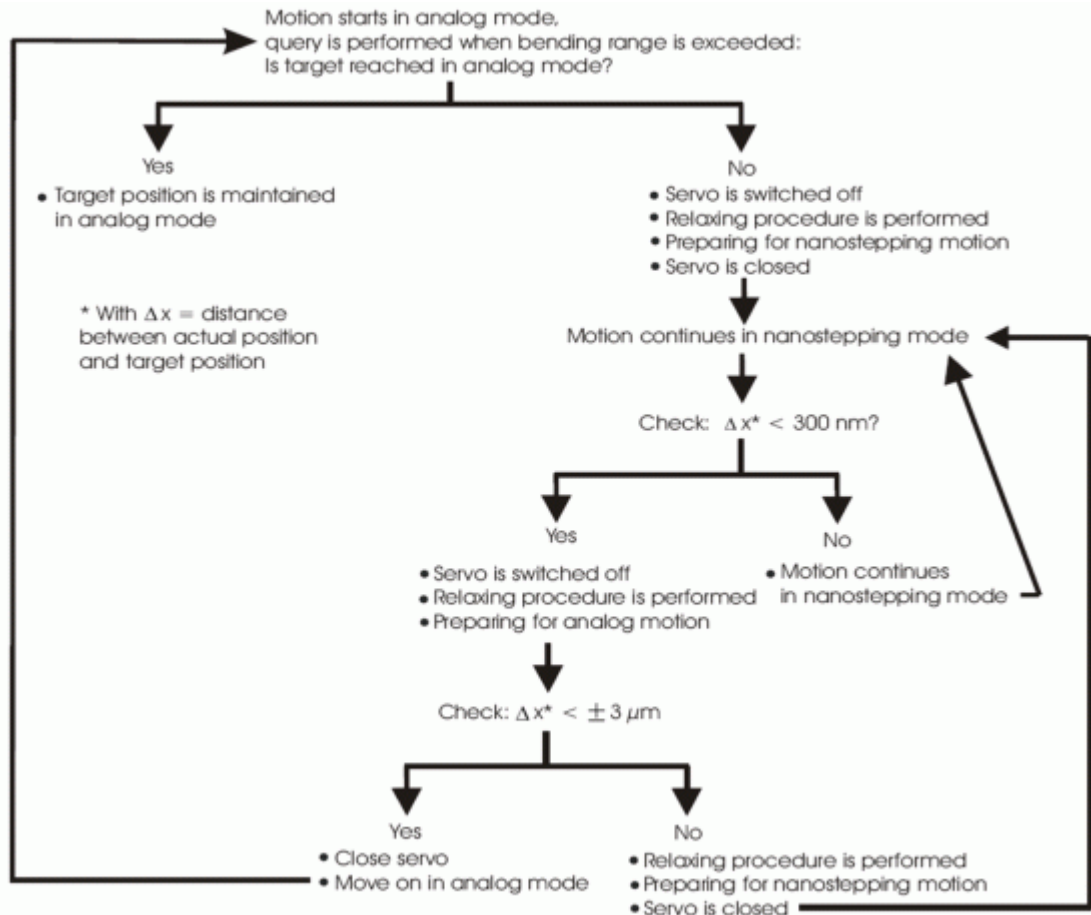 Motion starts in analog mode,
query is performed when bending range is exceeded:
Is target reached in analog mode?
Yes
• Target position is maintained
in analog mode
No
• Servo is switched off
• Relaxing procedure is performed
• Preparing for nanostepping motion
• Servo is closed
* With Δx = distance
between actual position
and target position
Motion continues in nanostepping mode
Check: Δx* < 300 nm?
Yes
• Servo is switched off
• Relaxing procedure is performed
• Preparing for analog motion
No
• Motion continues
in nanostepping mode
Check: Δx* < ± 3 µm
Yes
• Close servo
• Move on in analog mode
No
• Relaxing procedure is performed
• Preparing for nanostepping motion
• Servo is closed